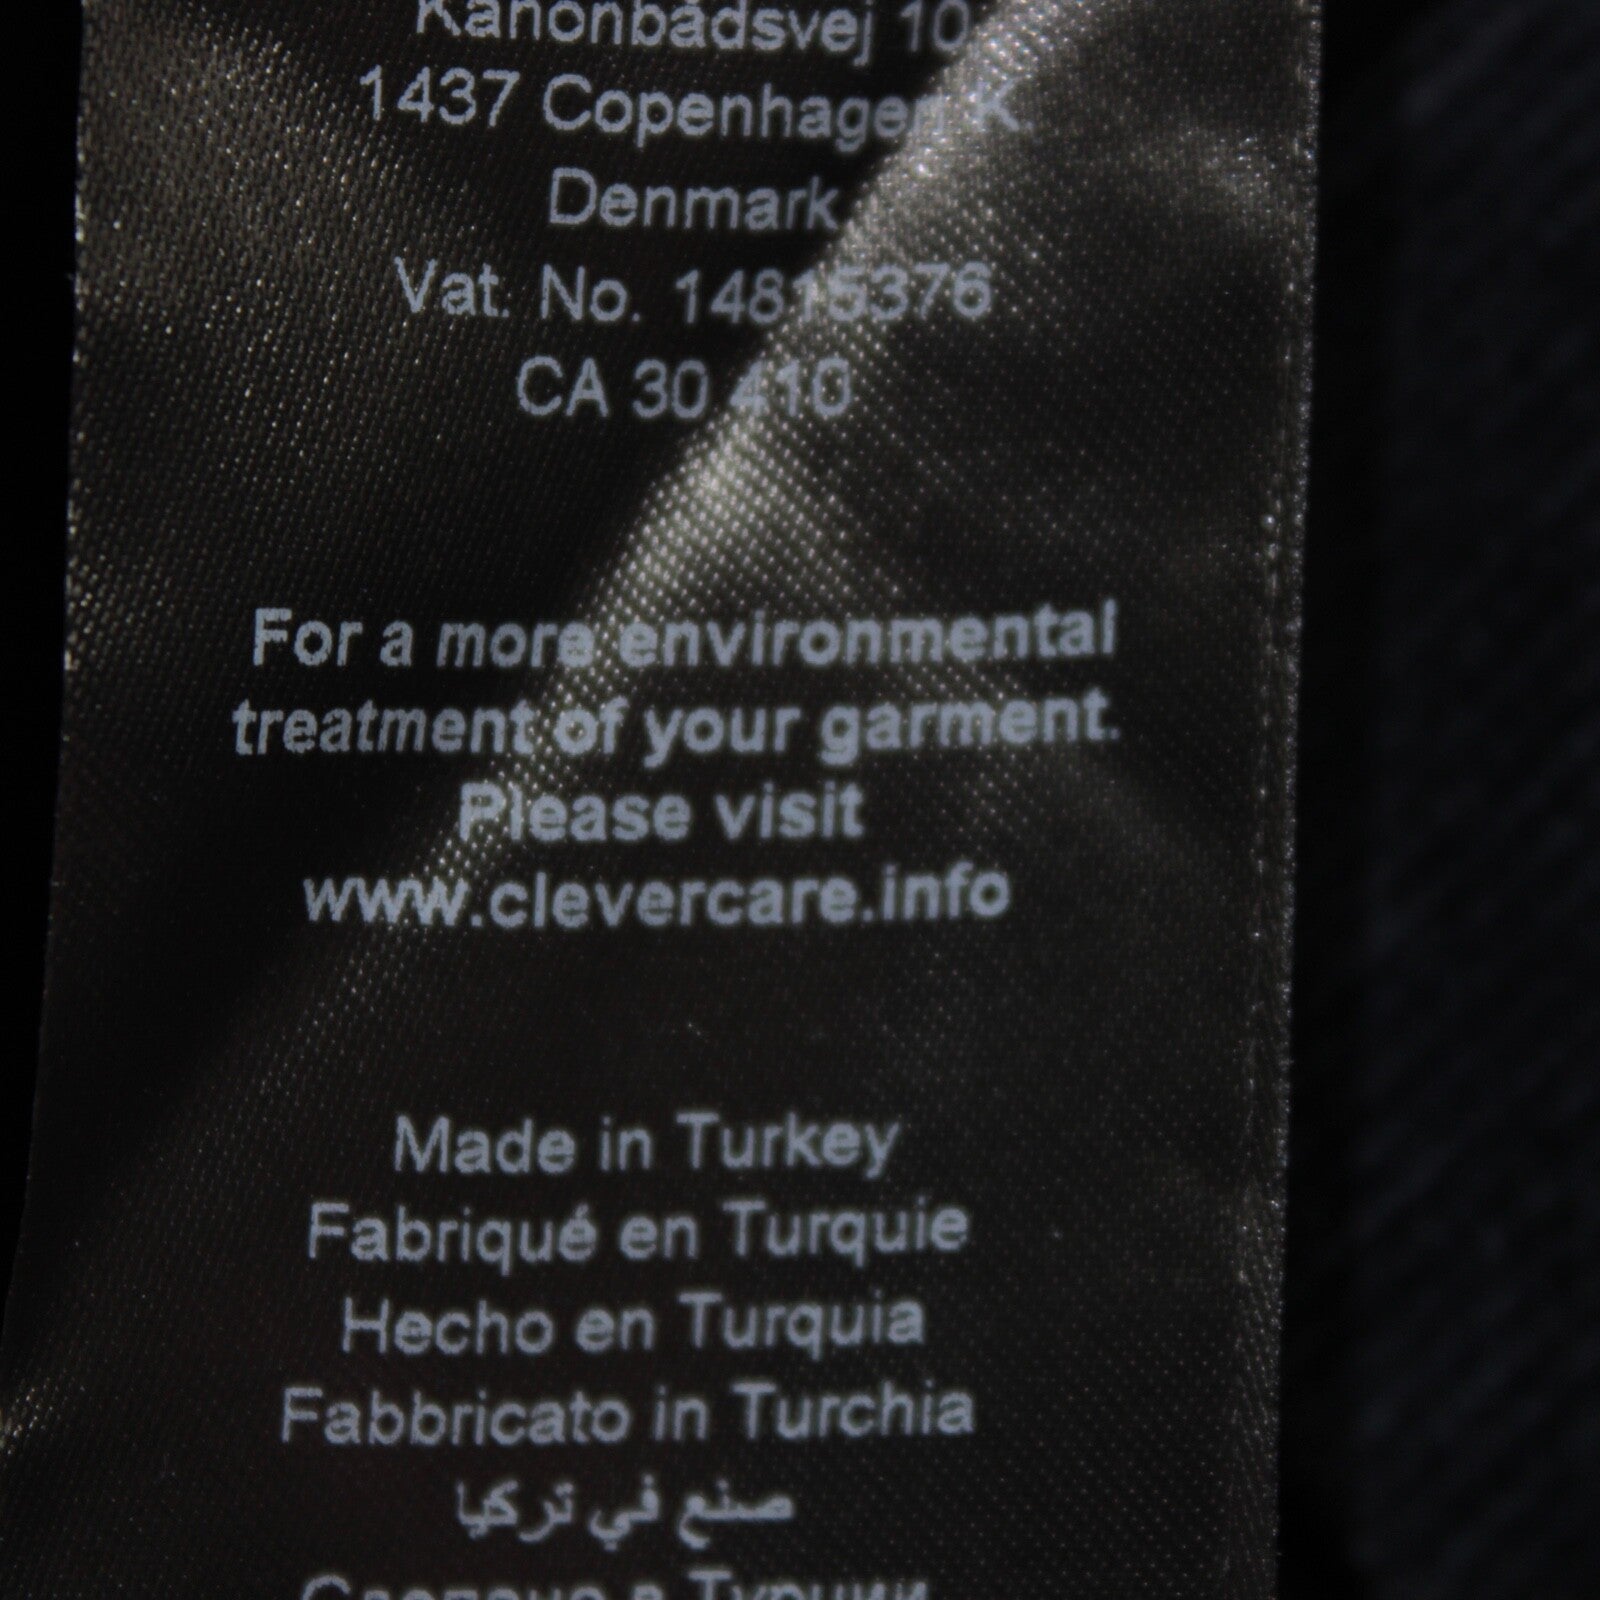 Kanonbådsvej 10
1437 Copenhagen K.
Denmark
Vat. No. 14815376
CA 30 410
For a more environmental
treatment of your garment.
Please visit
www.clevercare.info
Made in Turkey
Fabriqué en Turquie
Hecho en Turquia
Fabbricato in Turchia
صنع في تركيا
Сделано в Турции